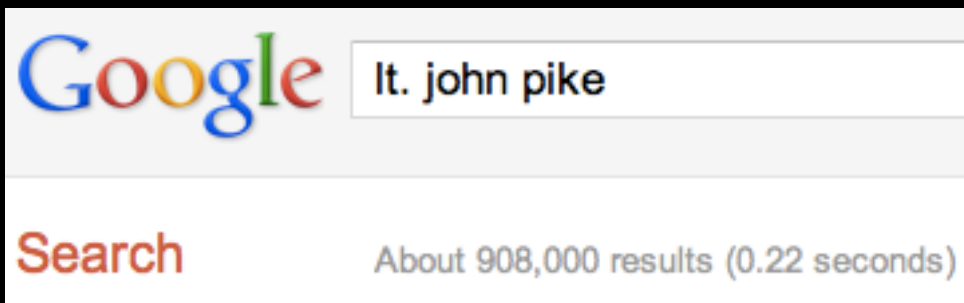 Google lt. john pike
Search About 908,000 results (0.22 seconds)